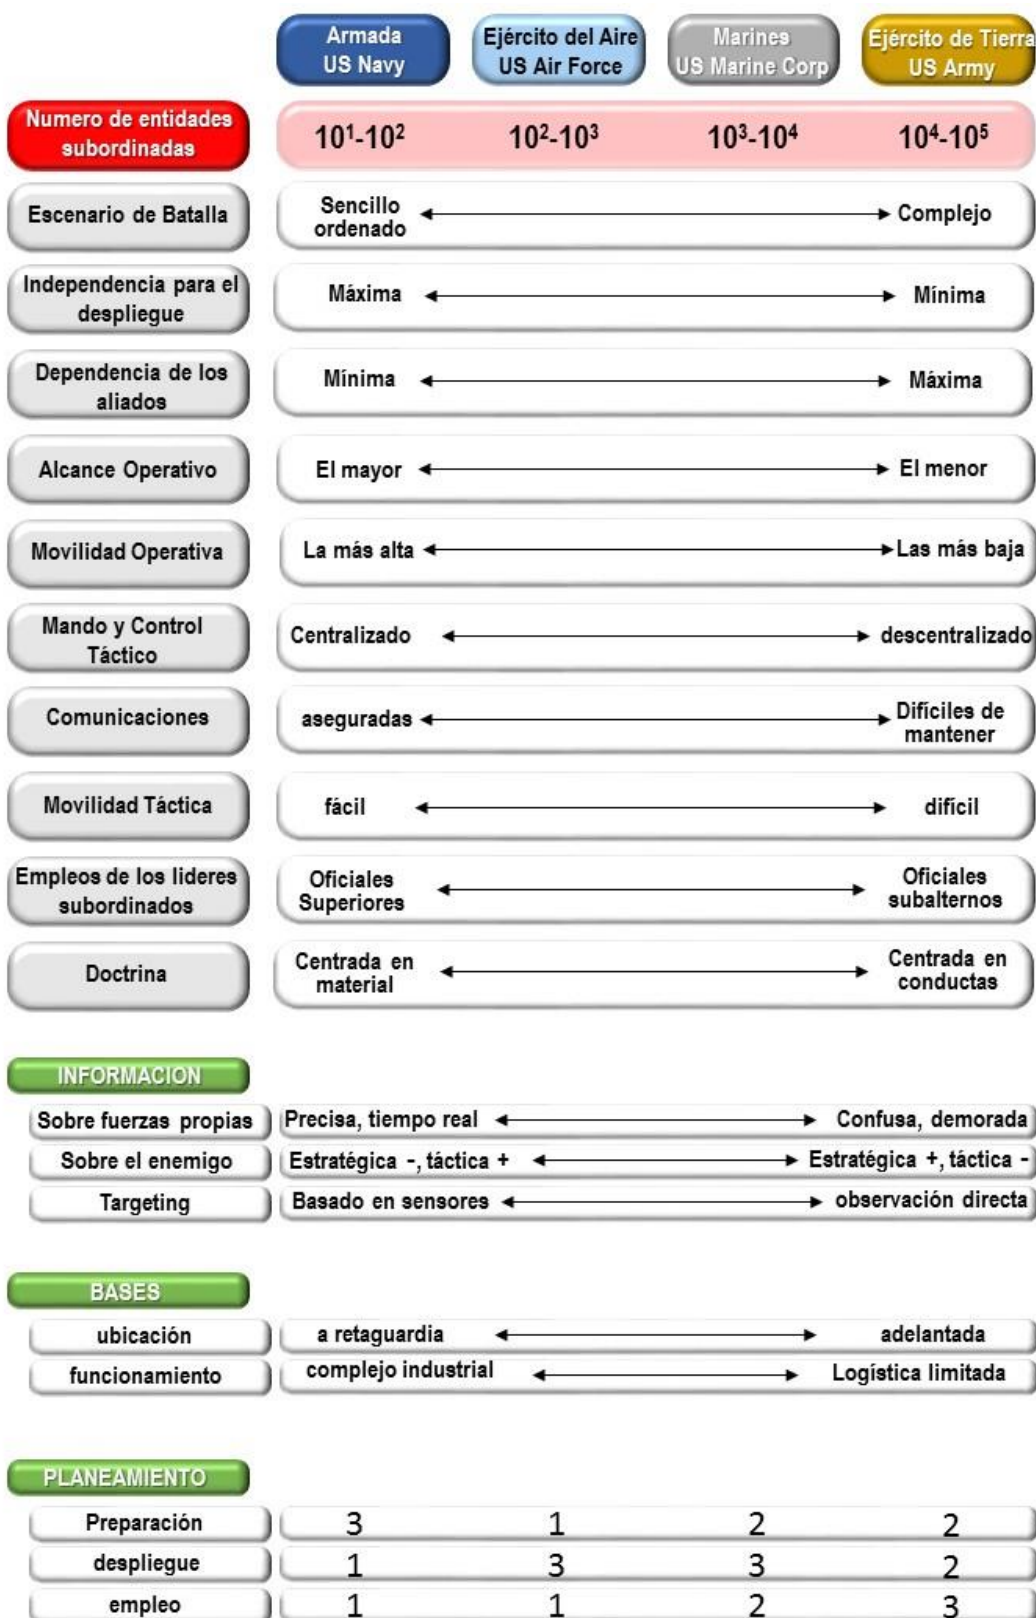 Armada
US Navy
Ejército del Aire
US Air Force
Marines
US Marine Corp
Ejército de Tierra
US Army
Numero de entidades
subordinadas
10¹-10² 10²-10³ 10³-10⁴ 10⁴-10⁵
Escenario de Batalla
Sencillo
ordenado
Complejo
Independencia para el
despliegue
Máxima
Mínima
Dependencia de los
aliados
Mínima
Máxima
Alcance Operativo
El mayor
El menor
Movilidad Operativa
La más alta
Las más baja
Mando y Control
Táctico
Centralizado
descentralizado
Comunicaciones
aseguradas
Difíciles de
mantener
Movilidad Táctica
fácil
difícil
Empleos de los lideres
subordinados
Oficiales
Superiores
Oficiales
subalternos
Doctrina
Centrada en
material
Centrada en
conductas
INFORMACION
Sobre fuerzas propias
Precisa, tiempo real
Confusa, demorada
Sobre el enemigo
Estratégica -, táctica +
Estratégica +, táctica -
Targeting
Basado en sensores
observación directa
BASES
ubicación
a retaguardia
adelantada
funcionamiento
complejo industrial
Logística limitada
PLANEAMIENTO
Preparación 3 1 2 2
despliegue 1 3 3 2
empleo 1 1 2 3